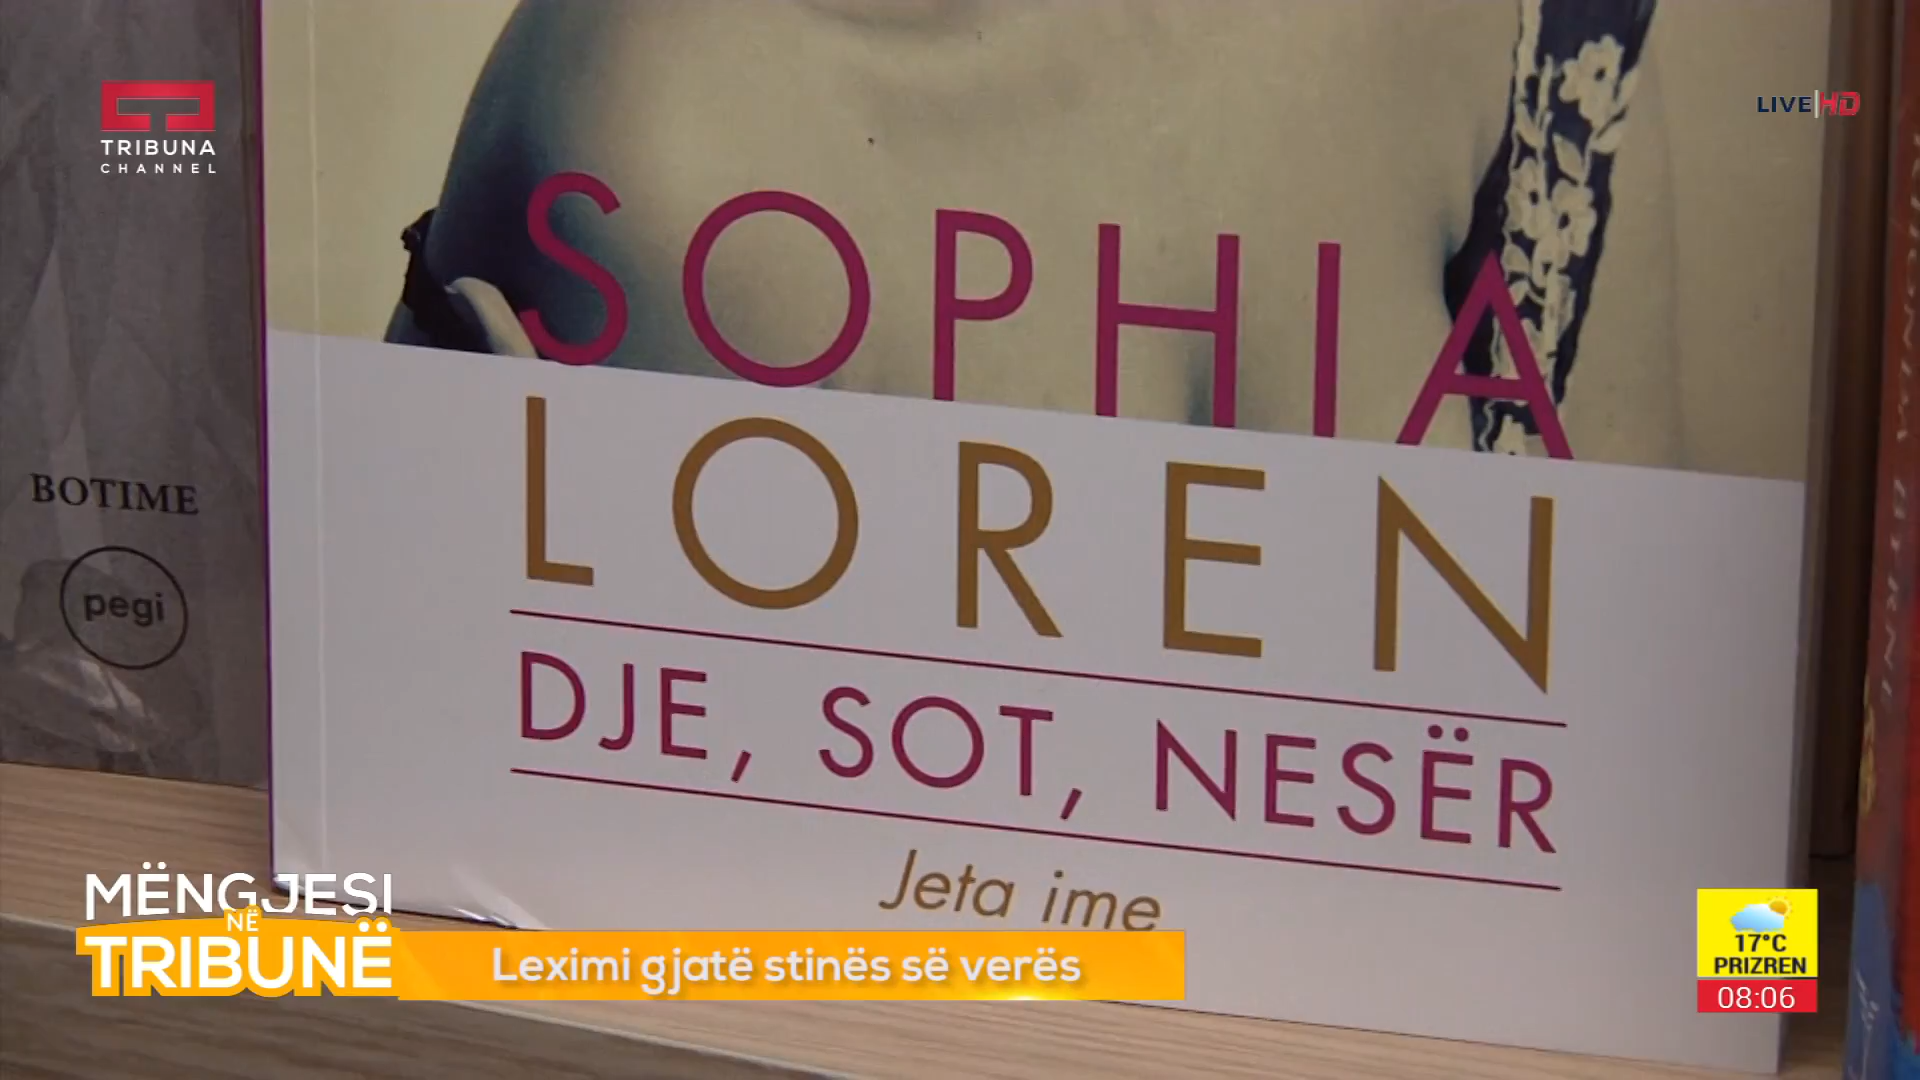 TRIBUNA
CHANNEL
LIVE HD
SOPHIA
LOREN
DJE, SOT, NESËR
Jeta ime
BOTIME
pegi
MËNGJESI
NË
TRIBUNË
Leximi gjatë stinës së verës
17°C
PRIZREN
08:06